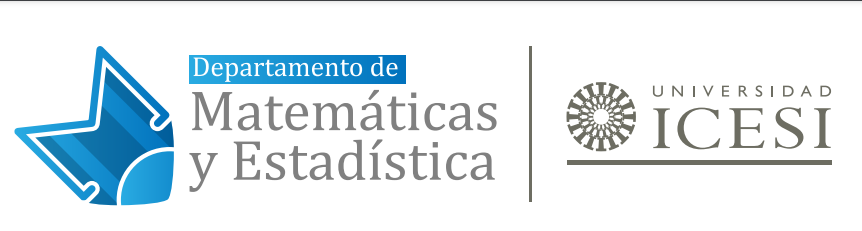 Departamento de
Matemáticas
y Estadística
UNIVERSIDAD
ICESI